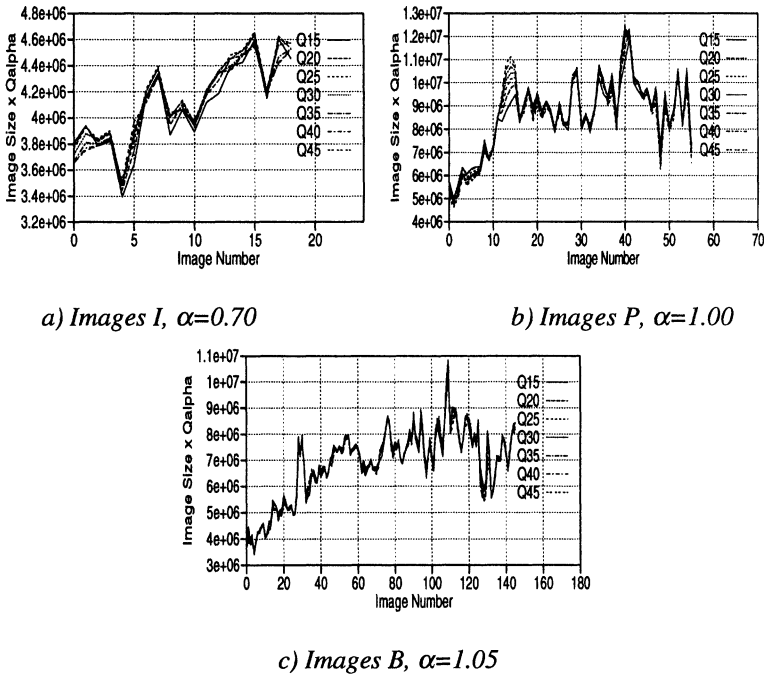 4.8e+06
4.6e+06
4.4e+06
4.2e+06
4e+06
3.8e+06
3.6e+06
3.4e+06
3.2e+06
Image Size x Qalpha
0 5 10 15 20
Image Number
Q15
Q20
Q25
Q30
Q35
Q40
Q45
1.3e+07
1.2e+07
1.1e+07
1e+07
9e+06
8e+06
7e+06
6e+06
5e+06
4e+06
Image Size x Qalpha
0 10 20 30 40 50 60 70
Image Number
Q15
Q20
Q25
Q30
Q35
Q40
Q45
a) Images I, α=0.70
b) Images P, α=1.00
1.1e+07
1e+07
9e+06
8e+06
7e+06
6e+06
5e+06
4e+06
3e+06
Image Size x Qalpha
0 20 40 60 80 100 120 140 160 180
Image Number
Q15
Q20
Q25
Q30
Q35
Q40
Q45
c) Images B, α=1.05